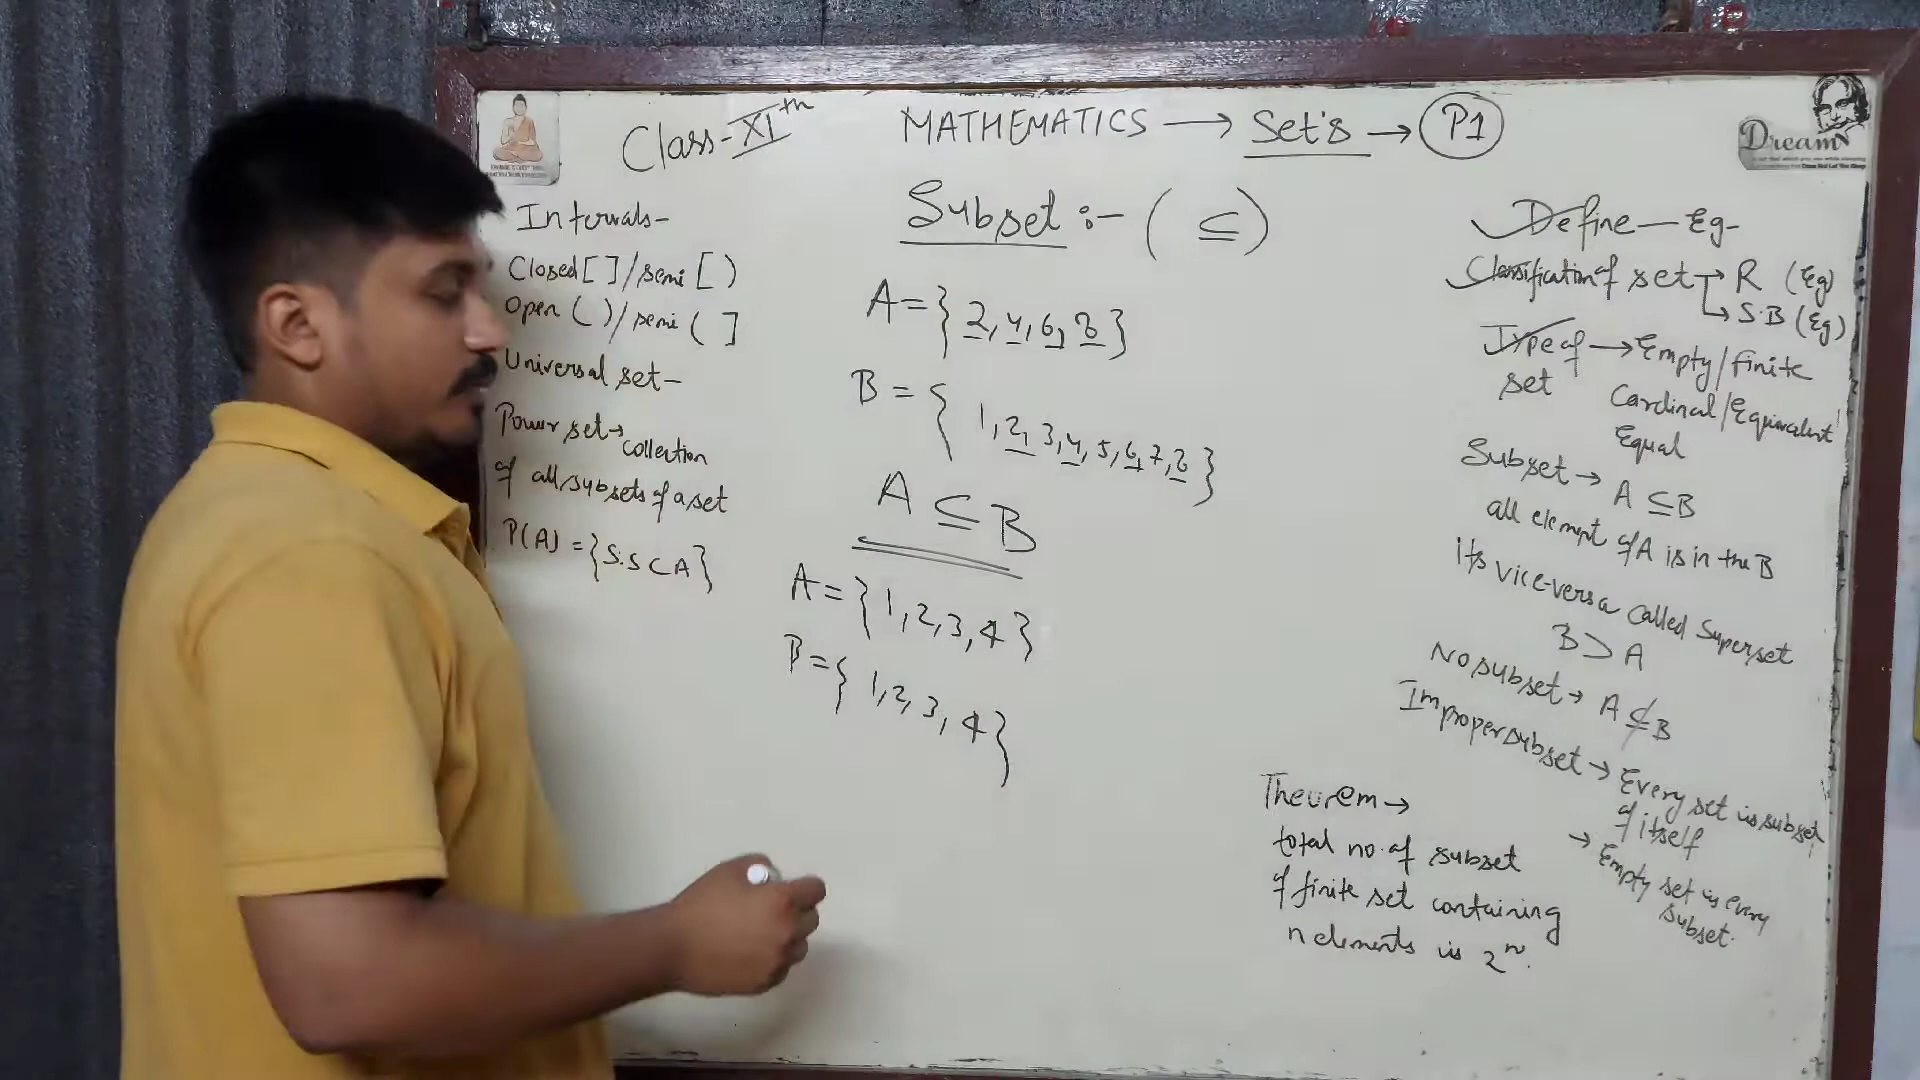 Class-XIth MATHEMATICS → Set's → P1
Intervals-
Closed [ ] / semi [ )
Open ( ) / semi ( ]
Universal set-
Power set → collection
of all subsets of a set
P(A) = {S:S⊂A}
Subset :- ( ⊆ )
A = {2, 4, 6, 8}
B = {1, 2, 3, 4, 5, 6, 7, 8}
A ⊆ B
A = {1, 2, 3, 4}
B = {1, 2, 3, 4}
Define - Eg-
Classification of set → R (Eg)
→ S.B (Eg)
Type of → Empty/finite
set Cardinal/Equivalent
Equal
Subset → A ⊆ B
all element of A is in the B
its vice-versa called Superset
B ⊃ A
No subset → A ⊄ B
Improper subset → Every set is subset
of itself
→ Empty set is every
subset.
Theorem →
total no. of subset
of finite set containing
n elements is 2ⁿ.
Dream